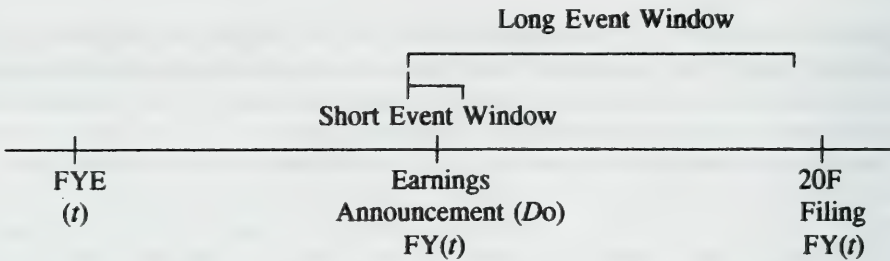 Long Event Window
Short Event Window
FYE
(t)
Earnings
Announcement (Do)
FY(t)
20F
Filing
FY(t)